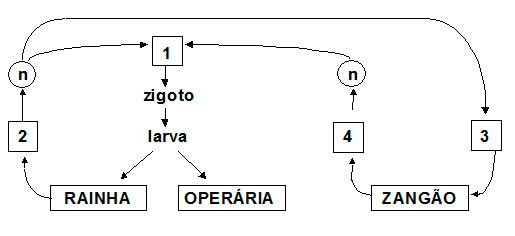 1
n
n
zigoto
2
larva
4
3
RAINHA
OPERÁRIA
ZANGÃO